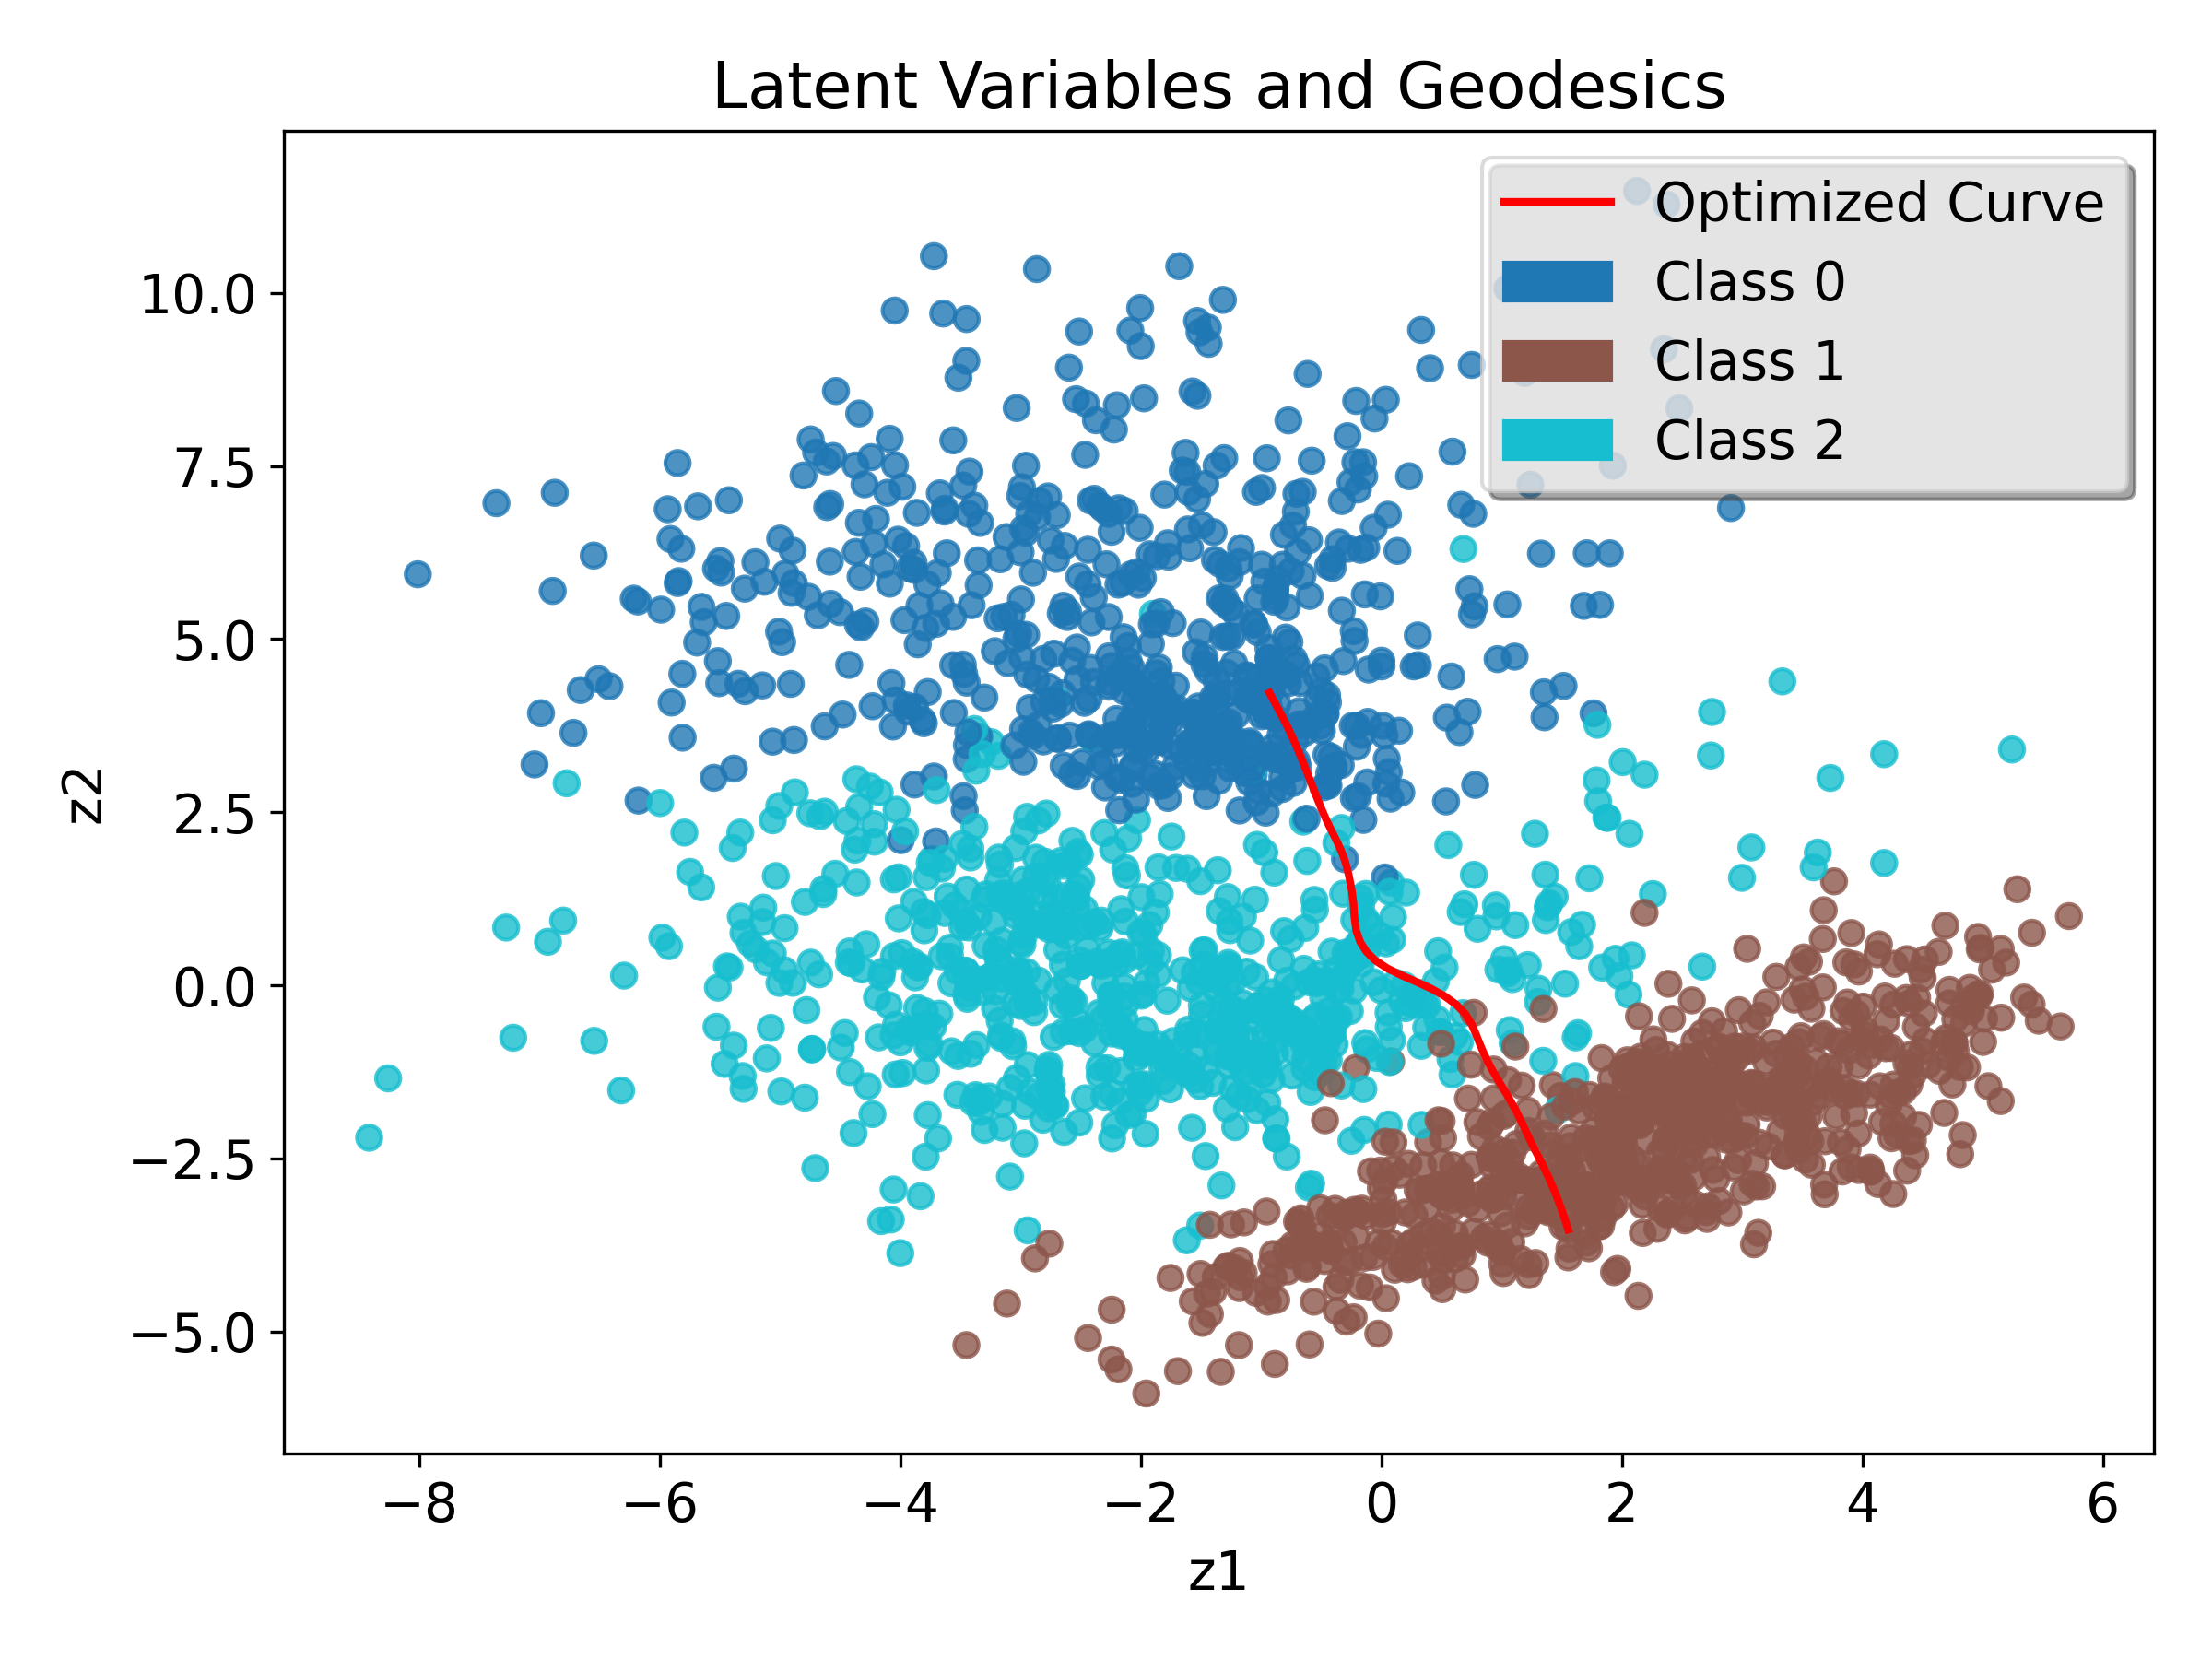 Latent Variables and Geodesics
Optimized Curve
Class 0
Class 1
Class 2
10.0
7.5
5.0
2.5
0.0
−2.5
−5.0
z2
−8 −6 −4 −2 0 2 4 6
z1